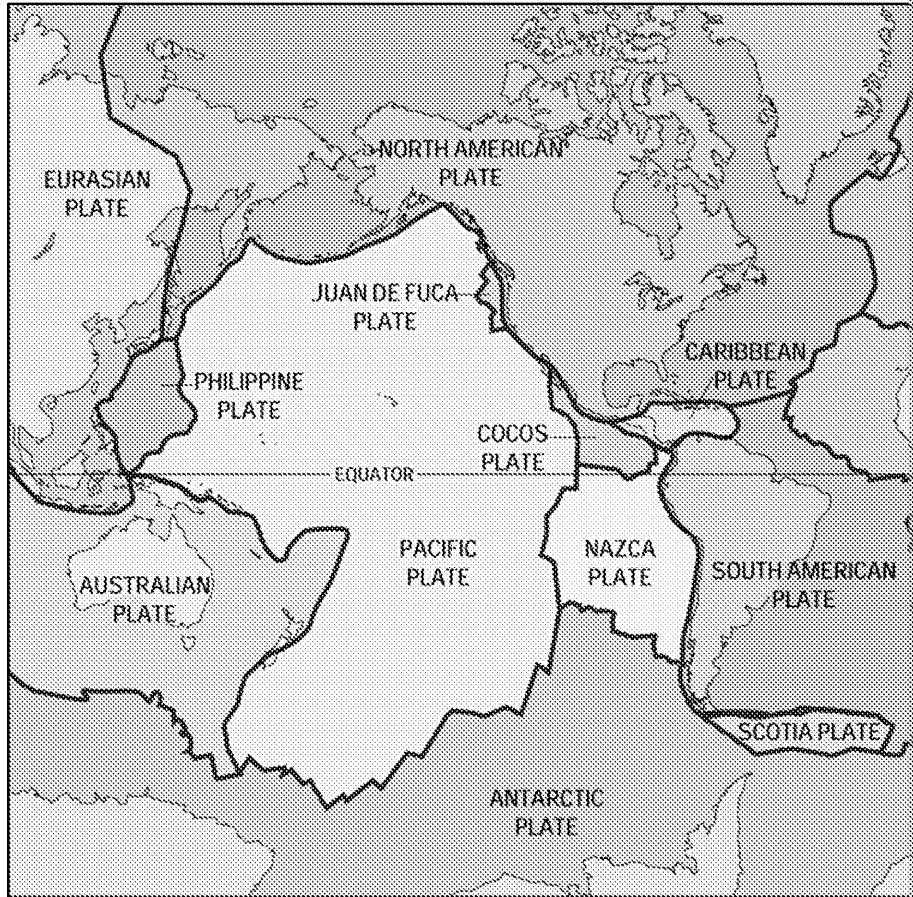 NORTH AMERICAN
PLATE
EURASIAN
PLATE
JUAN DE FUCA
PLATE
CARIBBEAN
PLATE
PHILIPPINE
PLATE
COCOS
PLATE
EQUATOR
PACIFIC
PLATE
NAZCA
PLATE
SOUTH AMERICAN
PLATE
AUSTRALIAN
PLATE
SCOTIA PLATE
ANTARCTIC
PLATE